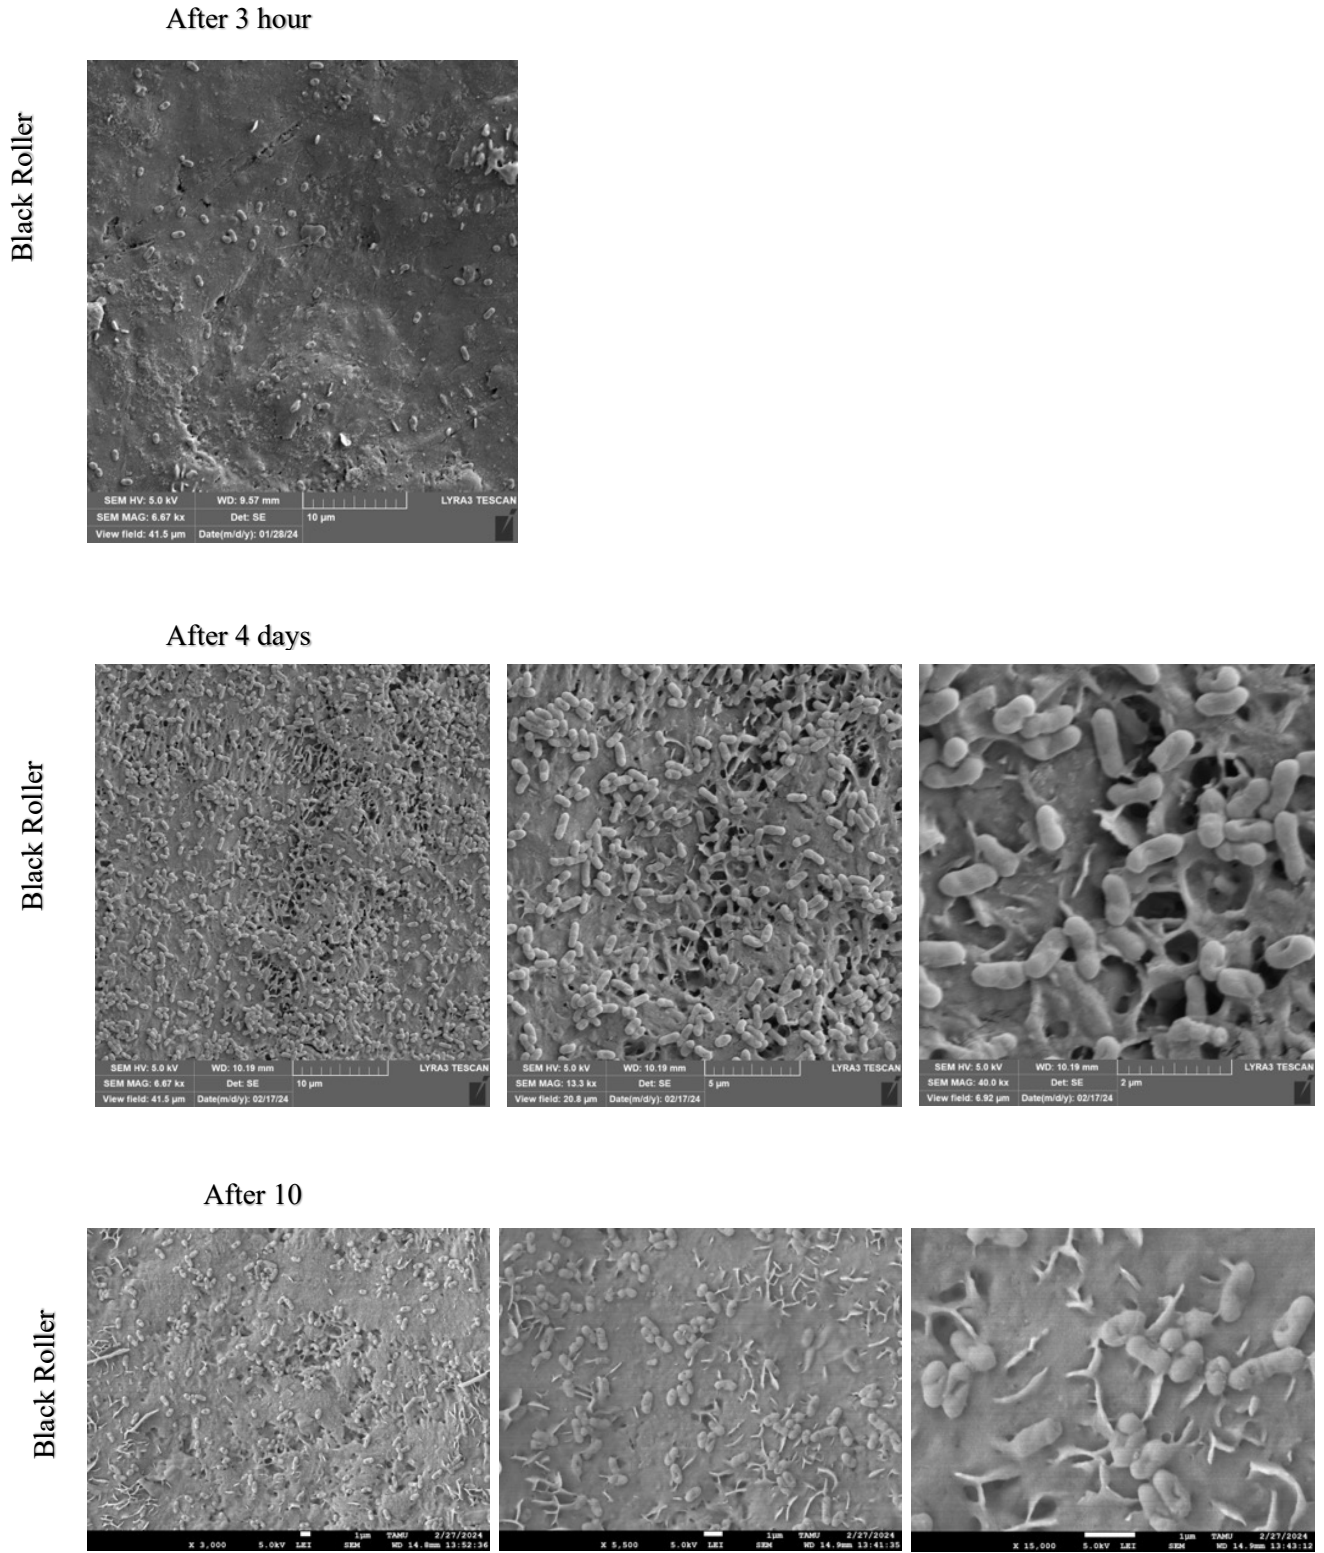 After 3 hour
Black Roller
SEM HV: 5.0 kV WD: 9.57 mm LYRA3 TESCAN
SEM MAG: 6.67 kx Det: SE 10 µm
View field: 41.5 µm Date(m/d/y): 01/28/24
After 4 days
Black Roller
SEM HV: 5.0 kV WD: 10.19 mm LYRA3 TESCAN
SEM MAG: 6.67 kx Det: SE 10 µm
View field: 41.5 µm Date(m/d/y): 02/17/24
SEM HV: 5.0 kV WD: 10.19 mm LYRA3 TESCAN
SEM MAG: 13.3 kx Det: SE 5 µm
View field: 20.8 µm Date(m/d/y): 02/17/24
SEM HV: 5.0 kV WD: 10.19 mm LYRA3 TESCAN
SEM MAG: 40.0 kx Det: SE 2 µm
View field: 6.92 µm Date(m/d/y): 02/17/24
After 10
Black Roller
1µm TAMU 2/27/2024
X 3,000 5.0kV LEI SEM WD 14.8mm 13:52:36
1µm TAMU 2/27/2024
X 5,500 5.0kV LEI SEM WD 14.9mm 13:41:35
1µm TAMU 2/27/2024
X 15,000 5.0kV LEI SEM WD 14.9mm 13:43:12